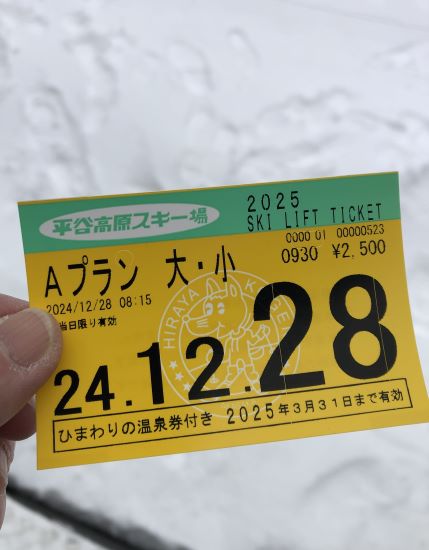 平谷高原スキー場
2025
SKI LIFT TICKET
0000 01 00000523
Aプラン 大・小
0930 ¥2,500
2024/12/28 08:15
当日限り有効
HIRAYA
24.12.28
ひまわりの温泉券付き 2025年3月31日まで有効